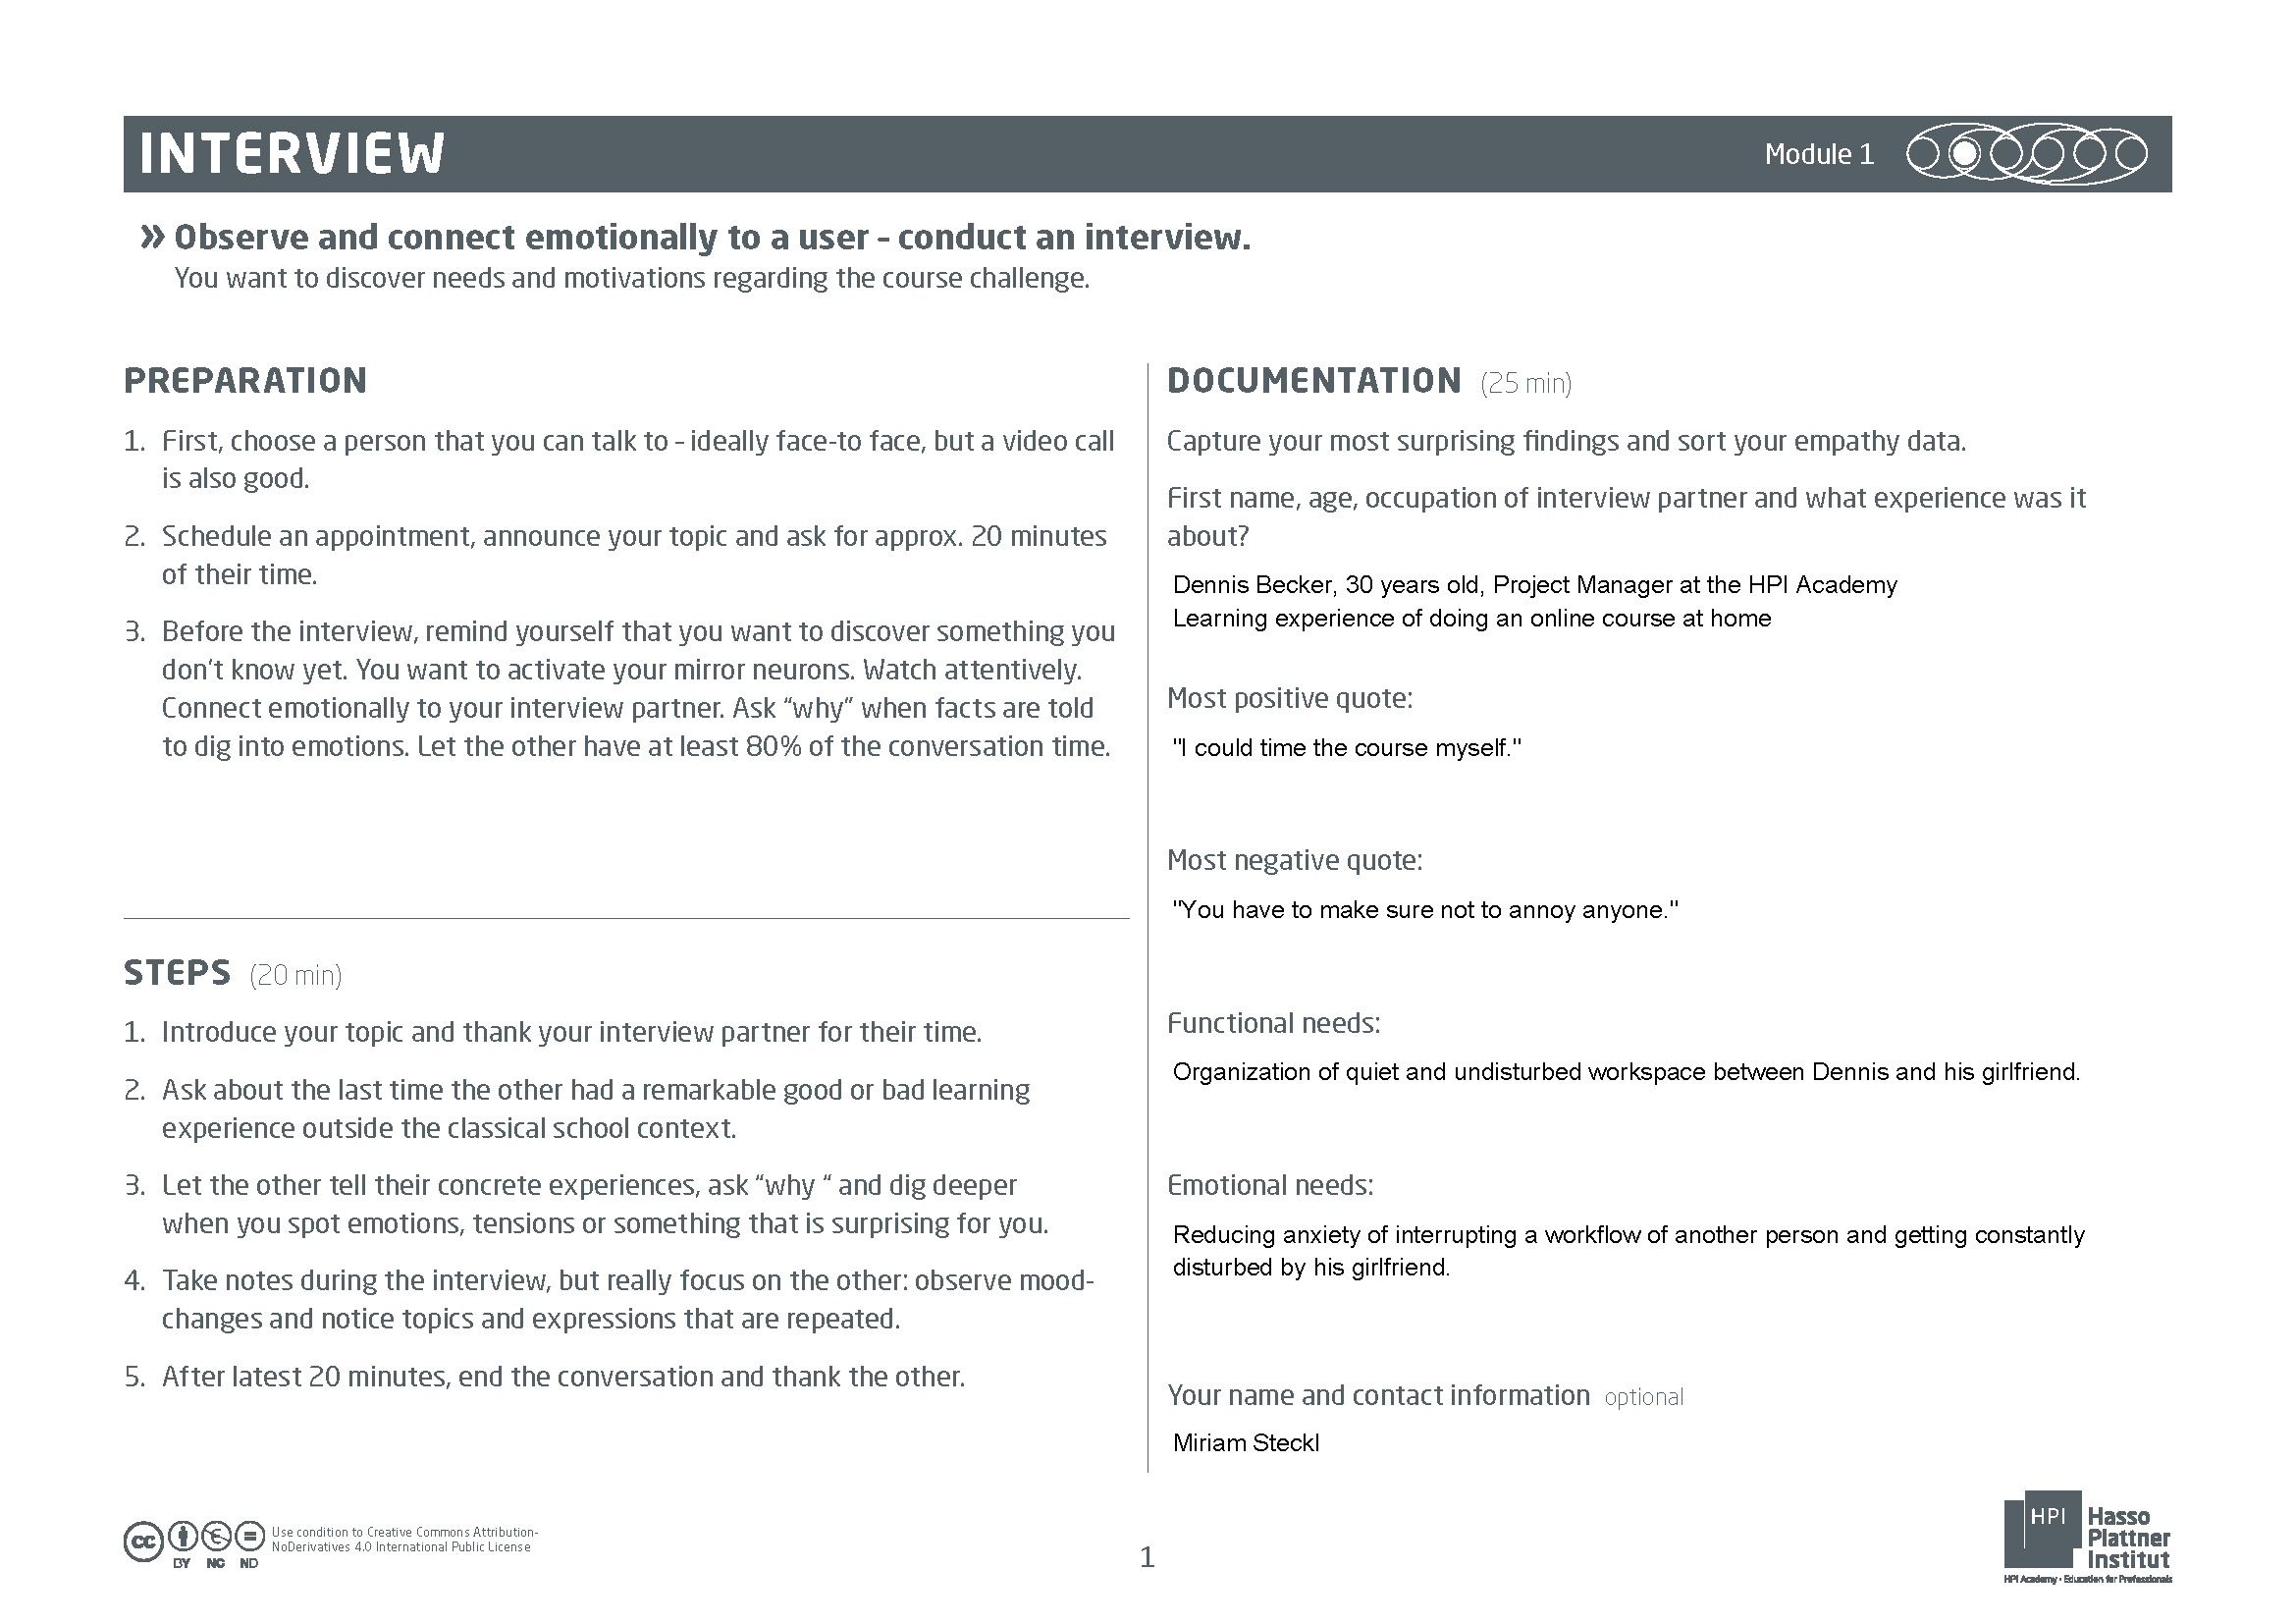 INTERVIEW
Module 1
» Observe and connect emotionally to a user – conduct an interview.
You want to discover needs and motivations regarding the course challenge.
PREPARATION
1. First, choose a person that you can talk to – ideally face-to face, but a video call
is also good.
2. Schedule an appointment, announce your topic and ask for approx. 20 minutes
of their time.
3. Before the interview, remind yourself that you want to discover something you
don't know yet. You want to activate your mirror neurons. Watch attentively.
Connect emotionally to your interview partner. Ask “why” when facts are told
to dig into emotions. Let the other have at least 80% of the conversation time.
STEPS (20 min)
1. Introduce your topic and thank your interview partner for their time.
2. Ask about the last time the other had a remarkable good or bad learning
experience outside the classical school context.
3. Let the other tell their concrete experiences, ask “why “ and dig deeper
when you spot emotions, tensions or something that is surprising for you.
4. Take notes during the interview, but really focus on the other: observe mood-
changes and notice topics and expressions that are repeated.
5. After latest 20 minutes, end the conversation and thank the other.
DOCUMENTATION (25 min)
Capture your most surprising findings and sort your empathy data.
First name, age, occupation of interview partner and what experience was it
about?
Dennis Becker, 30 years old, Project Manager at the HPI Academy
Learning experience of doing an online course at home
Most positive quote:
"I could time the course myself."
Most negative quote:
"You have to make sure not to annoy anyone."
Functional needs:
Organization of quiet and undisturbed workspace between Dennis and his girlfriend.
Emotional needs:
Reducing anxiety of interrupting a workflow of another person and getting constantly
disturbed by his girlfriend.
Your name and contact information optional
Miriam Steckl
cc BY NC ND
Use condition to Creative Commons Attribution-
NoDerivatives 4.0 International Public License
1
HPI Hasso
Plattner
Institut
HPI Academy • Education for Professionals